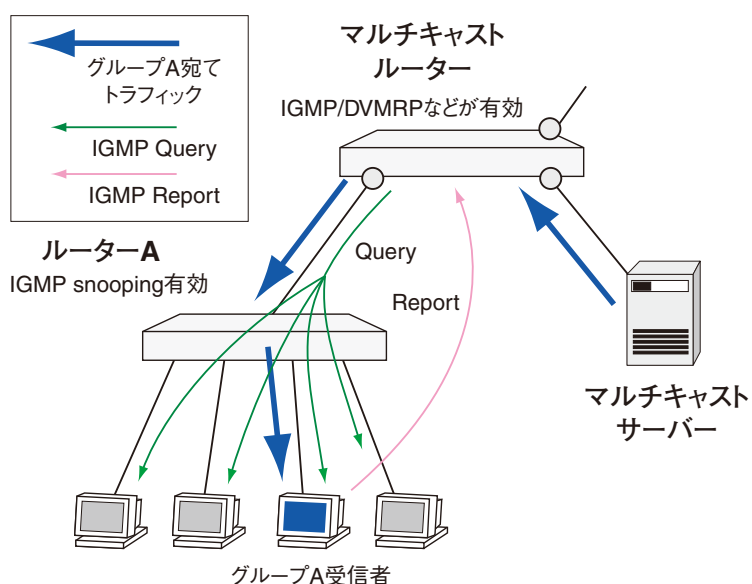 グループA宛て
トラフィック
IGMP Query
IGMP Report
マルチキャスト
ルーター
IGMP/DVMRPなどが有効
ルーターA
IGMP snooping有効
Query
Report
マルチキャスト
サーバー
グループA受信者